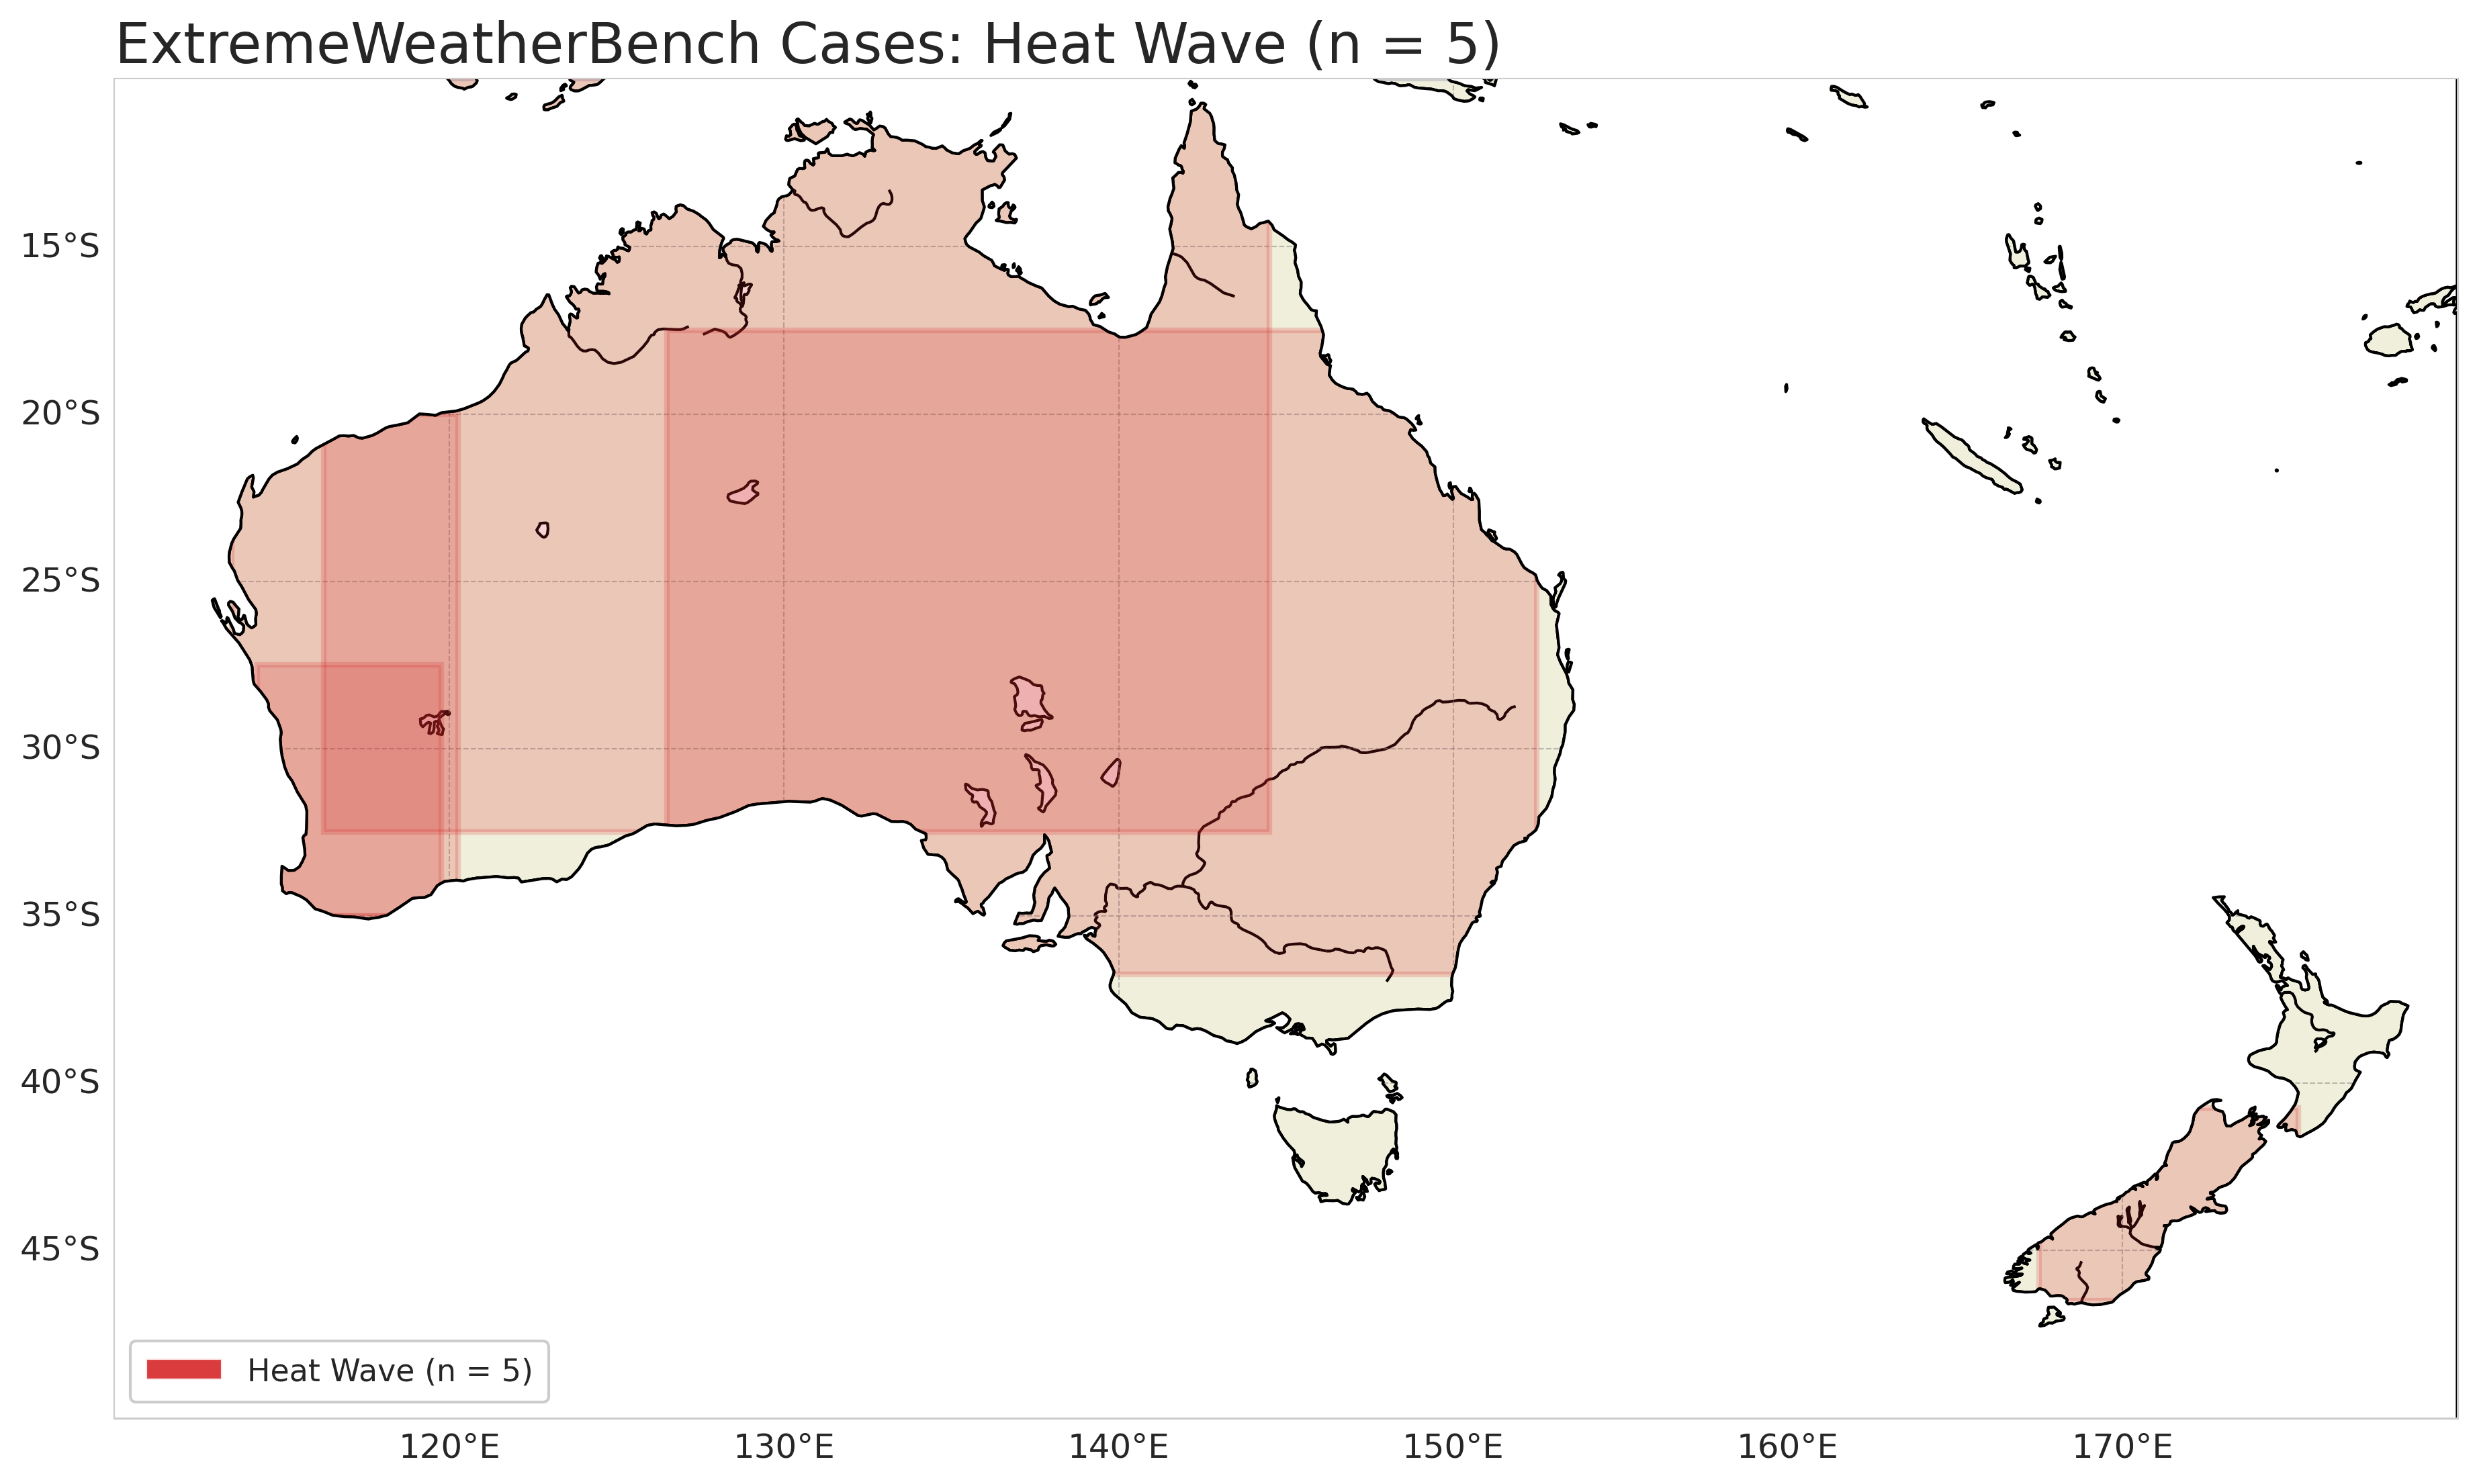 ExtremeWeatherBench Cases: Heat Wave (n = 5)
15°S
20°S
25°S
30°S
35°S
40°S
45°S
Heat Wave (n = 5)
120°E
130°E
140°E
150°E
160°E
170°E